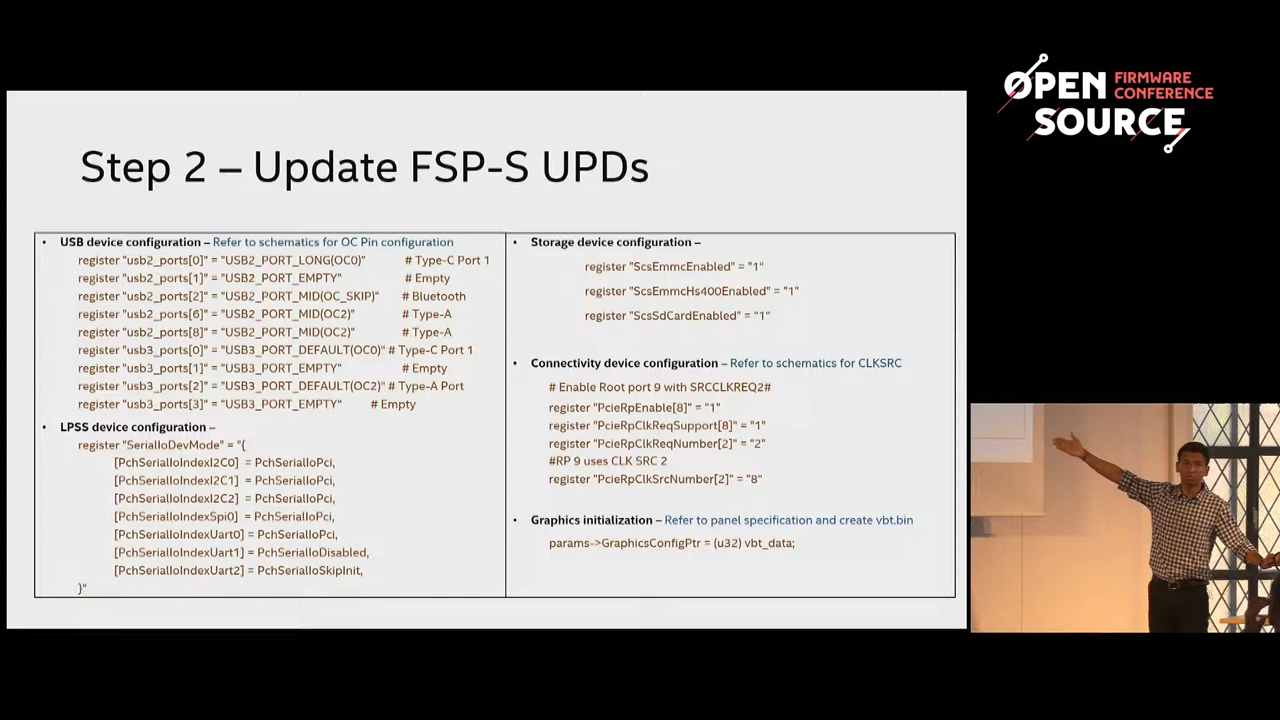 OPEN FIRMWARE CONFERENCE
SOURCE
Step 2 – Update FSP-S UPDs
• USB device configuration – Refer to schematics for OC Pin configuration
register "usb2_ports[0]" = "USB2_PORT_LONG(OC0)" # Type-C Port 1
register "usb2_ports[1]" = "USB2_PORT_EMPTY" # Empty
register "usb2_ports[2]" = "USB2_PORT_MID(OC_SKIP)" # Bluetooth
register "usb2_ports[6]" = "USB2_PORT_MID(OC2)" # Type-A
register "usb2_ports[8]" = "USB2_PORT_MID(OC2)" # Type-A
register "usb3_ports[0]" = "USB3_PORT_DEFAULT(OC0)" # Type-C Port 1
register "usb3_ports[1]" = "USB3_PORT_EMPTY" # Empty
register "usb3_ports[2]" = "USB3_PORT_DEFAULT(OC2)" # Type-A Port
register "usb3_ports[3]" = "USB3_PORT_EMPTY" # Empty
• LPSS device configuration –
register "SerialIoDevMode" = "{
[PchSerialIoIndexI2C0] = PchSerialIoPci,
[PchSerialIoIndexI2C1] = PchSerialIoPci,
[PchSerialIoIndexI2C2] = PchSerialIoPci,
[PchSerialIoIndexSpi0] = PchSerialIoPci,
[PchSerialIoIndexUart0] = PchSerialIoPci,
[PchSerialIoIndexUart1] = PchSerialIoDisabled,
[PchSerialIoIndexUart2] = PchSerialIoSkipInit,
}"
• Storage device configuration –
register "ScsEmmcEnabled" = "1"
register "ScsEmmcHs400Enabled" = "1"
register "ScsSdCardEnabled" = "1"
• Connectivity device configuration – Refer to schematics for CLKSRC
# Enable Root port 9 with SRCCLKREQ2#
register "PcieRpEnable[8]" = "1"
register "PcieRpClkReqSupport[8]" = "1"
register "PcieRpClkReqNumber[2]" = "2"
#RP 9 uses CLK SRC 2
register "PcieRpClkSrcNumber[2]" = "8"
• Graphics initialization – Refer to panel specification and create vbt.bin
params->GraphicsConfigPtr = (u32) vbt_data;